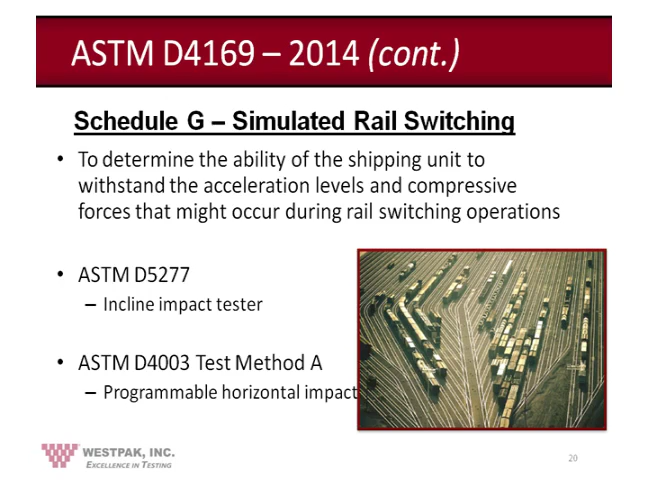 ASTM D4169 – 2014 (cont.)
Schedule G – Simulated Rail Switching
• To determine the ability of the shipping unit to
withstand the acceleration levels and compressive
forces that might occur during rail switching operations
• ASTM D5277
– Incline impact tester
• ASTM D4003 Test Method A
– Programmable horizontal impact
WESTPAK, INC.
EXCELLENCE IN TESTING
20